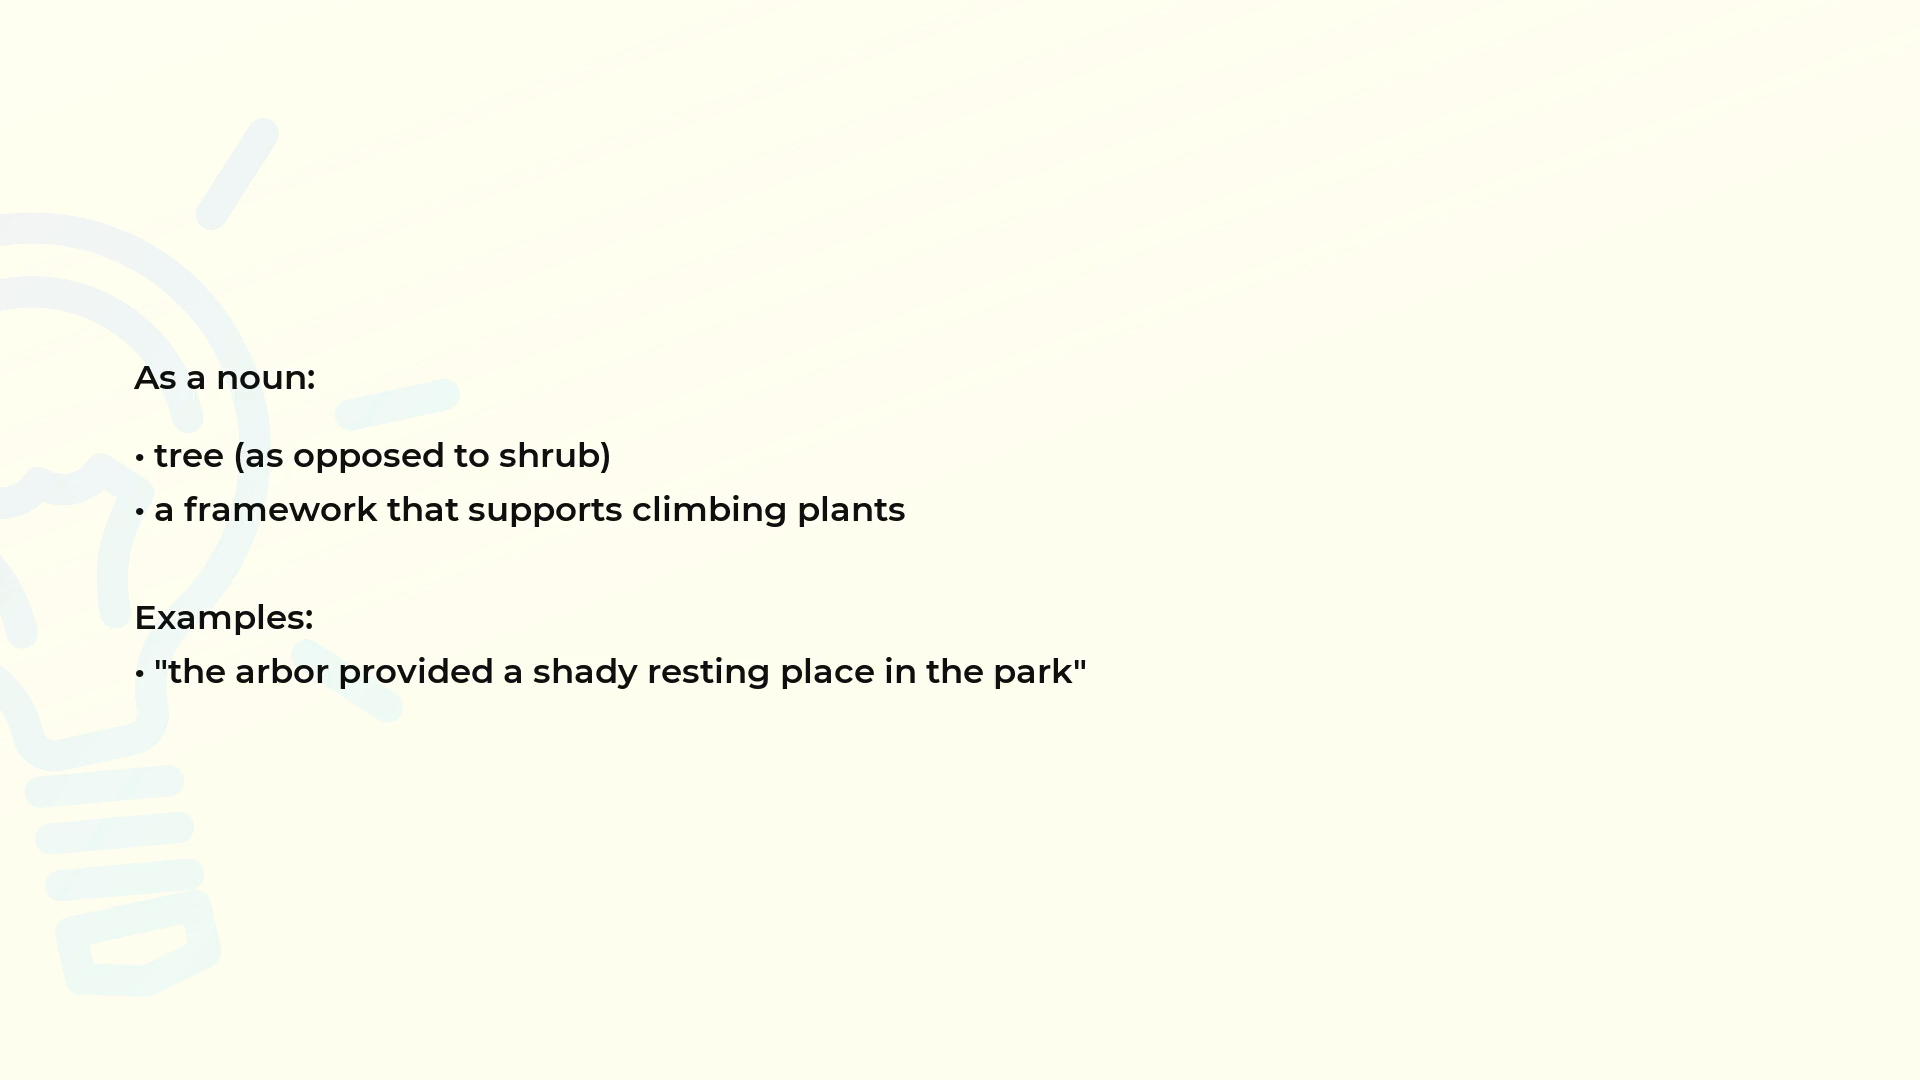 As a noun:
• tree (as opposed to shrub)
• a framework that supports climbing plants
Examples:
• "the arbor provided a shady resting place in the park"